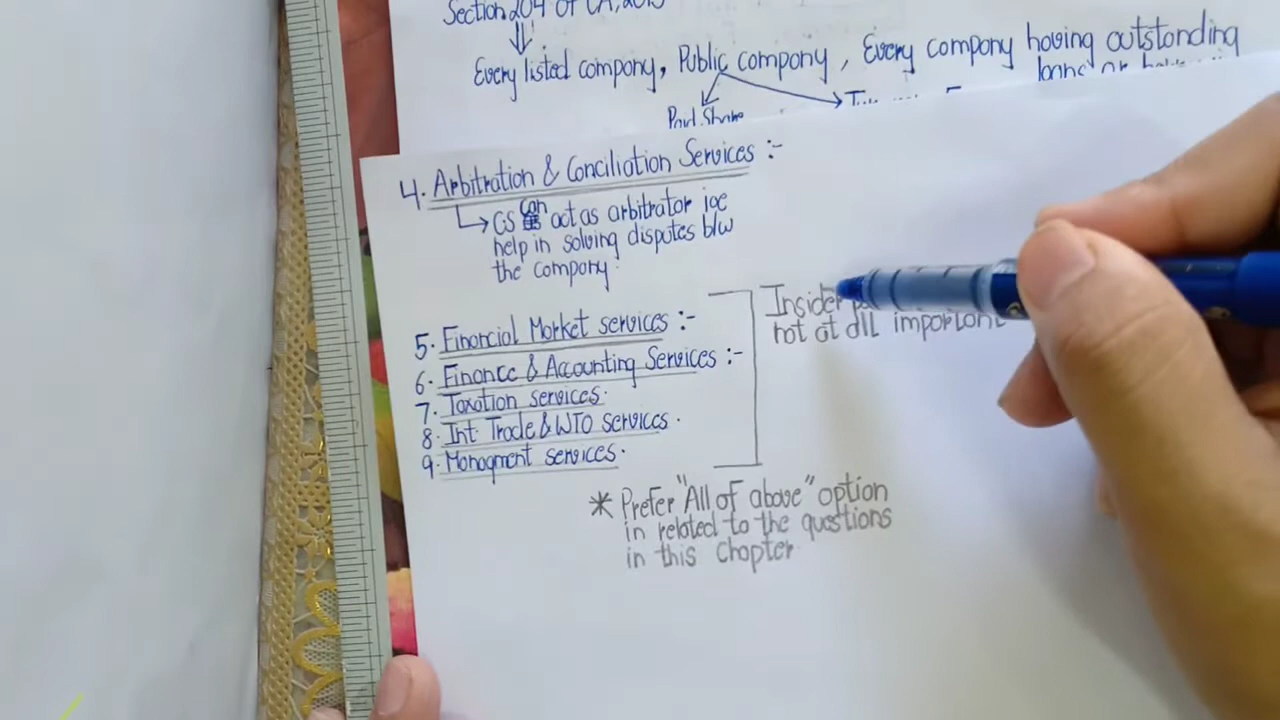 Section 204 of CA, 2013
Every listed company, Public company, Every company having outstanding
Paid Share
4. Arbitration & Conciliation Services :-
CS can act as arbitrator ioe
help in solving disputes b/w
the company.
5. Financial Market services :-
6. Finance & Accounting Services :-
7. Taxation services.
8. Int Trade & WTO services.
9. Managment services.
Insider
not at all important
* Prefer "All of above" option
in related to the questions
in this Chapter